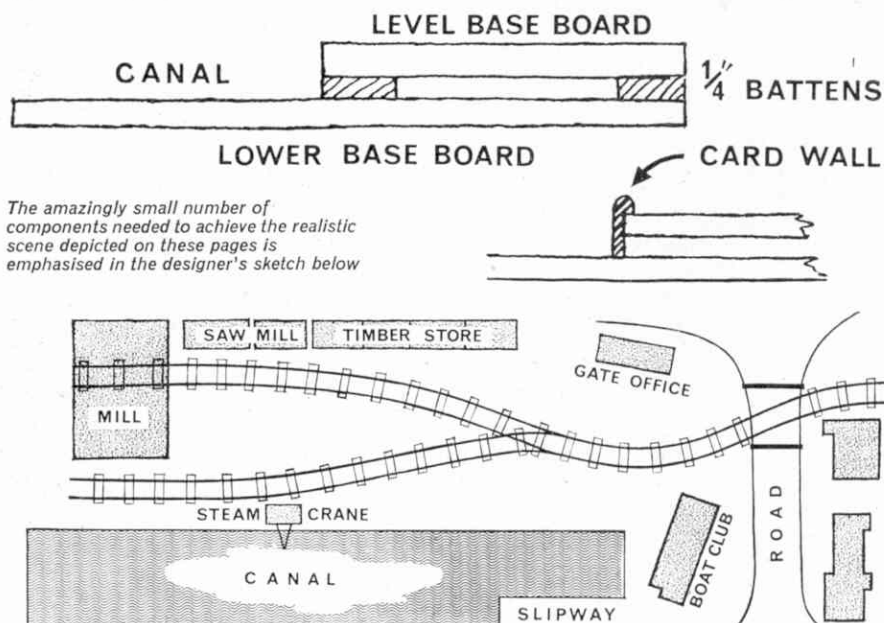 LEVEL BASE BOARD
CANAL
1/4" BATTENS
LOWER BASE BOARD
CARD WALL
The amazingly small number of
components needed to achieve the realistic
scene depicted on these pages is
emphasised in the designer's sketch below
SAW MILL
TIMBER STORE
GATE OFFICE
MILL
STEAM CRANE
ROAD
BOAT CLUB
CANAL
SLIPWAY